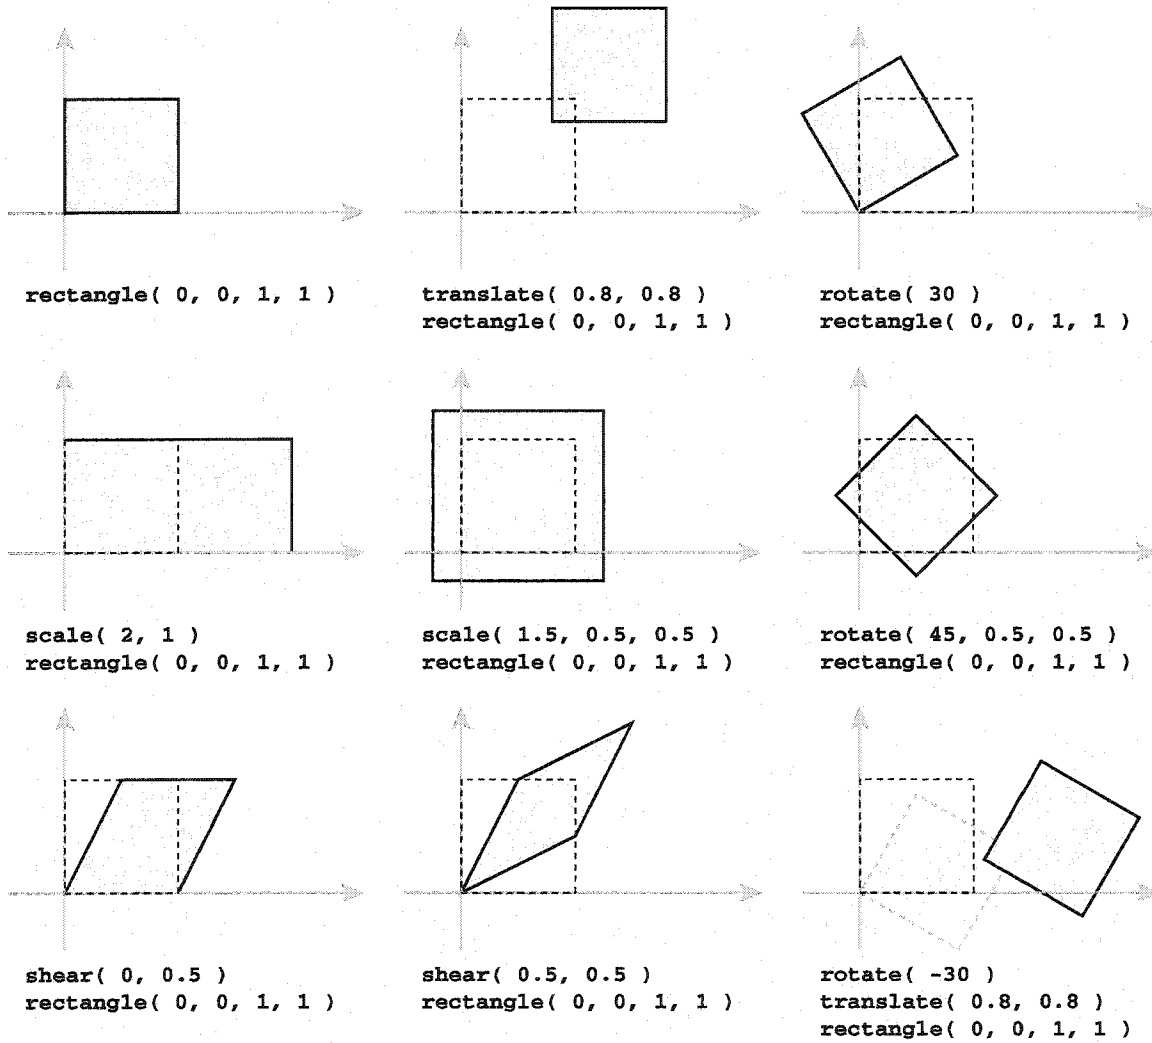 rectangle( 0, 0, 1, 1 )
translate( 0.8, 0.8 )
rectangle( 0, 0, 1, 1 )
rotate( 30 )
rectangle( 0, 0, 1, 1 )
scale( 2, 1 )
rectangle( 0, 0, 1, 1 )
scale( 1.5, 0.5, 0.5 )
rectangle( 0, 0, 1, 1 )
rotate( 45, 0.5, 0.5 )
rectangle( 0, 0, 1, 1 )
shear( 0, 0.5 )
rectangle( 0, 0, 1, 1 )
shear( 0.5, 0.5 )
rectangle( 0, 0, 1, 1 )
rotate( -30 )
translate( 0.8, 0.8 )
rectangle( 0, 0, 1, 1 )